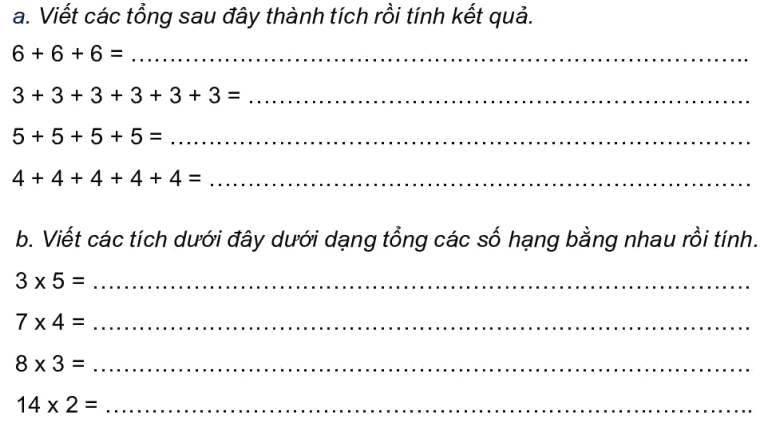 a. Viết các tổng sau đây thành tích rồi tính kết quả.
6 + 6 + 6 = ................................................................................
3 + 3 + 3 + 3 + 3 + 3 = .................................................................
5 + 5 + 5 + 5 = ...........................................................................
4 + 4 + 4 + 4 + 4 = ......................................................................
b. Viết các tích dưới đây dưới dạng tổng các số hạng bằng nhau rồi tính.
3 x 5 = .....................................................................................
7 x 4 = .....................................................................................
8 x 3 = .....................................................................................
14 x 2 = ...................................................................................